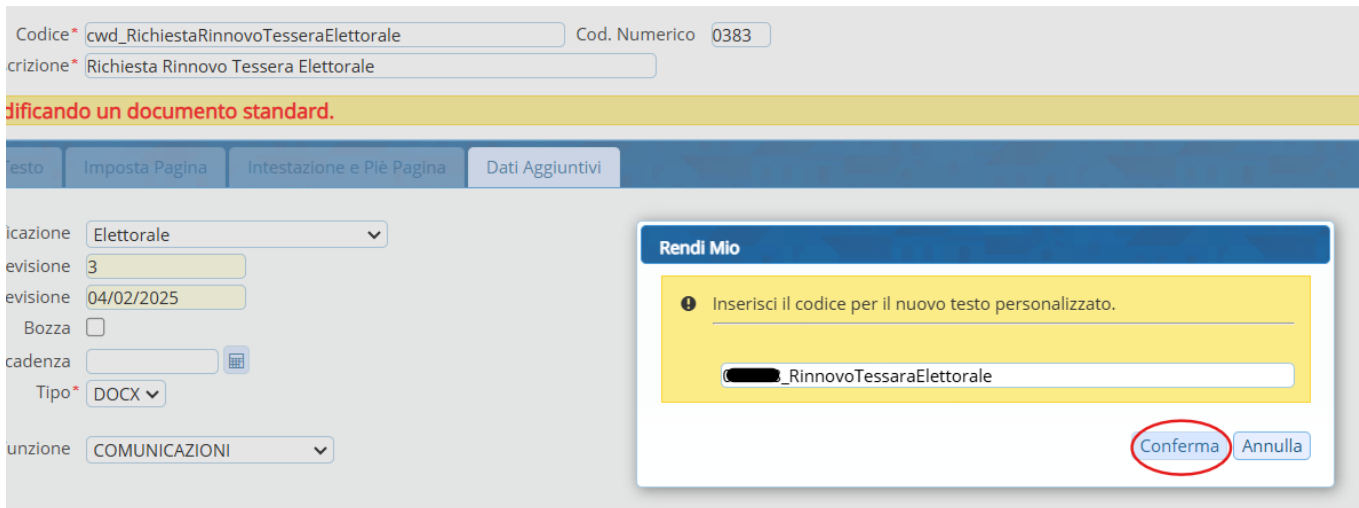 Codice* cwd_RichiestaRinnovoTesseraElettorale Cod. Numerico 0383
crizione* Richiesta Rinnovo Tessera Elettorale
dificando un documento standard.
Testo Imposta Pagina Intestazione e Piè Pagina Dati Aggiuntivi
icazione Elettorale
evisione 3
evisione 04/02/2025
Bozza
cadenza
Tipo* DOCX
unzione COMUNICAZIONI
Rendi Mio
Inserisci il codice per il nuovo testo personalizzato.
_RinnovoTessaraElettorale
Conferma Annulla